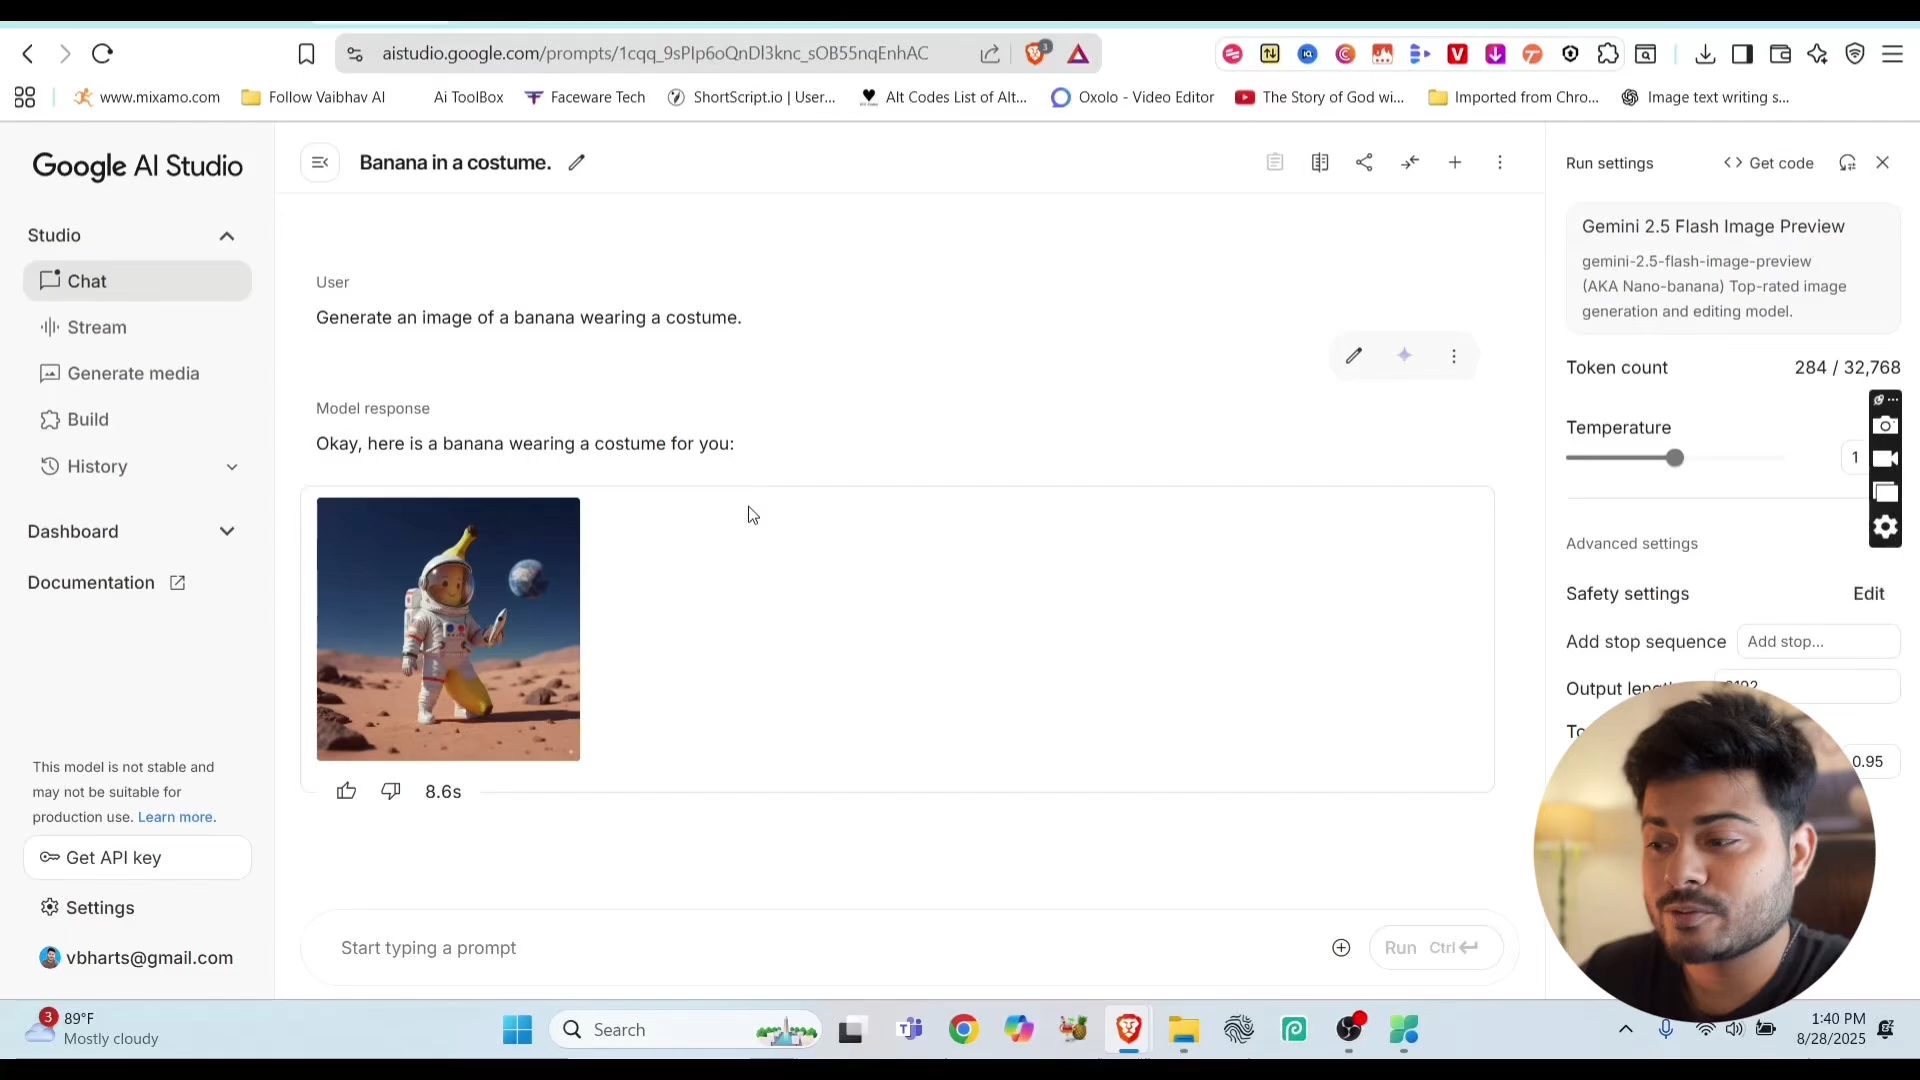 aistudio.google.com/prompts/1cqq_9sPIp6oQnDl3knc_sOB55nqEnhAC
3
www.mixamo.com
Follow Vaibhav AI
Ai ToolBox
Faceware Tech
ShortScript.io | User...
Alt Codes List of Alt...
Oxolo - Video Editor
The Story of God wi...
Imported from Chro...
Image text writing s...
Google AI Studio
Banana in a costume.
Run settings
Get code
Studio
Chat
Stream
Generate media
Build
History
Dashboard
Documentation
This model is not stable and
may not be suitable for
production use. Learn more.
Get API key
Settings
vbharts@gmail.com
User
Generate an image of a banana wearing a costume.
Model response
Okay, here is a banana wearing a costume for you:
8.6s
Start typing a prompt
Run Ctrl
Gemini 2.5 Flash Image Preview
gemini-2.5-flash-image-preview
(AKA Nano-banana) Top-rated image
generation and editing model.
Token count 284 / 32,768
Temperature
1
Advanced settings
Safety settings Edit
Add stop sequence Add stop...
Output
0.95
3
89°F
Mostly cloudy
Search
1:40 PM
8/28/2025